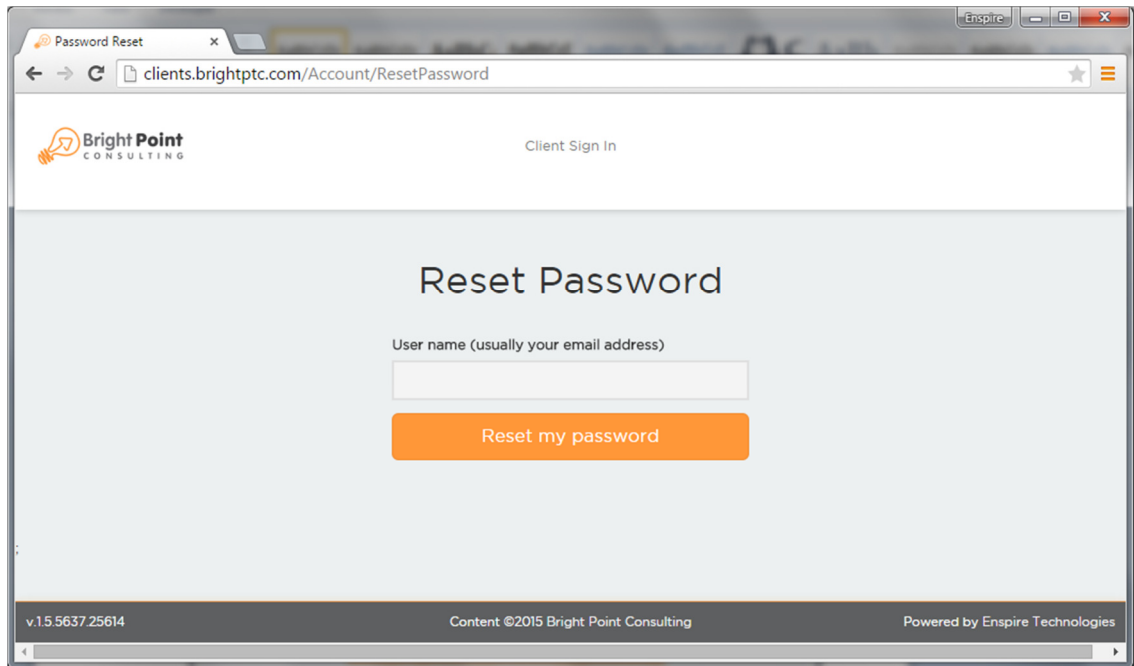 Enspire
Password Reset
clients.brightptc.com/Account/ResetPassword
Bright Point
CONSULTING
Client Sign In
Reset Password
User name (usually your email address)
Reset my password
;
v.1.5.5637.25614
Content ©2015 Bright Point Consulting
Powered by Enspire Technologies